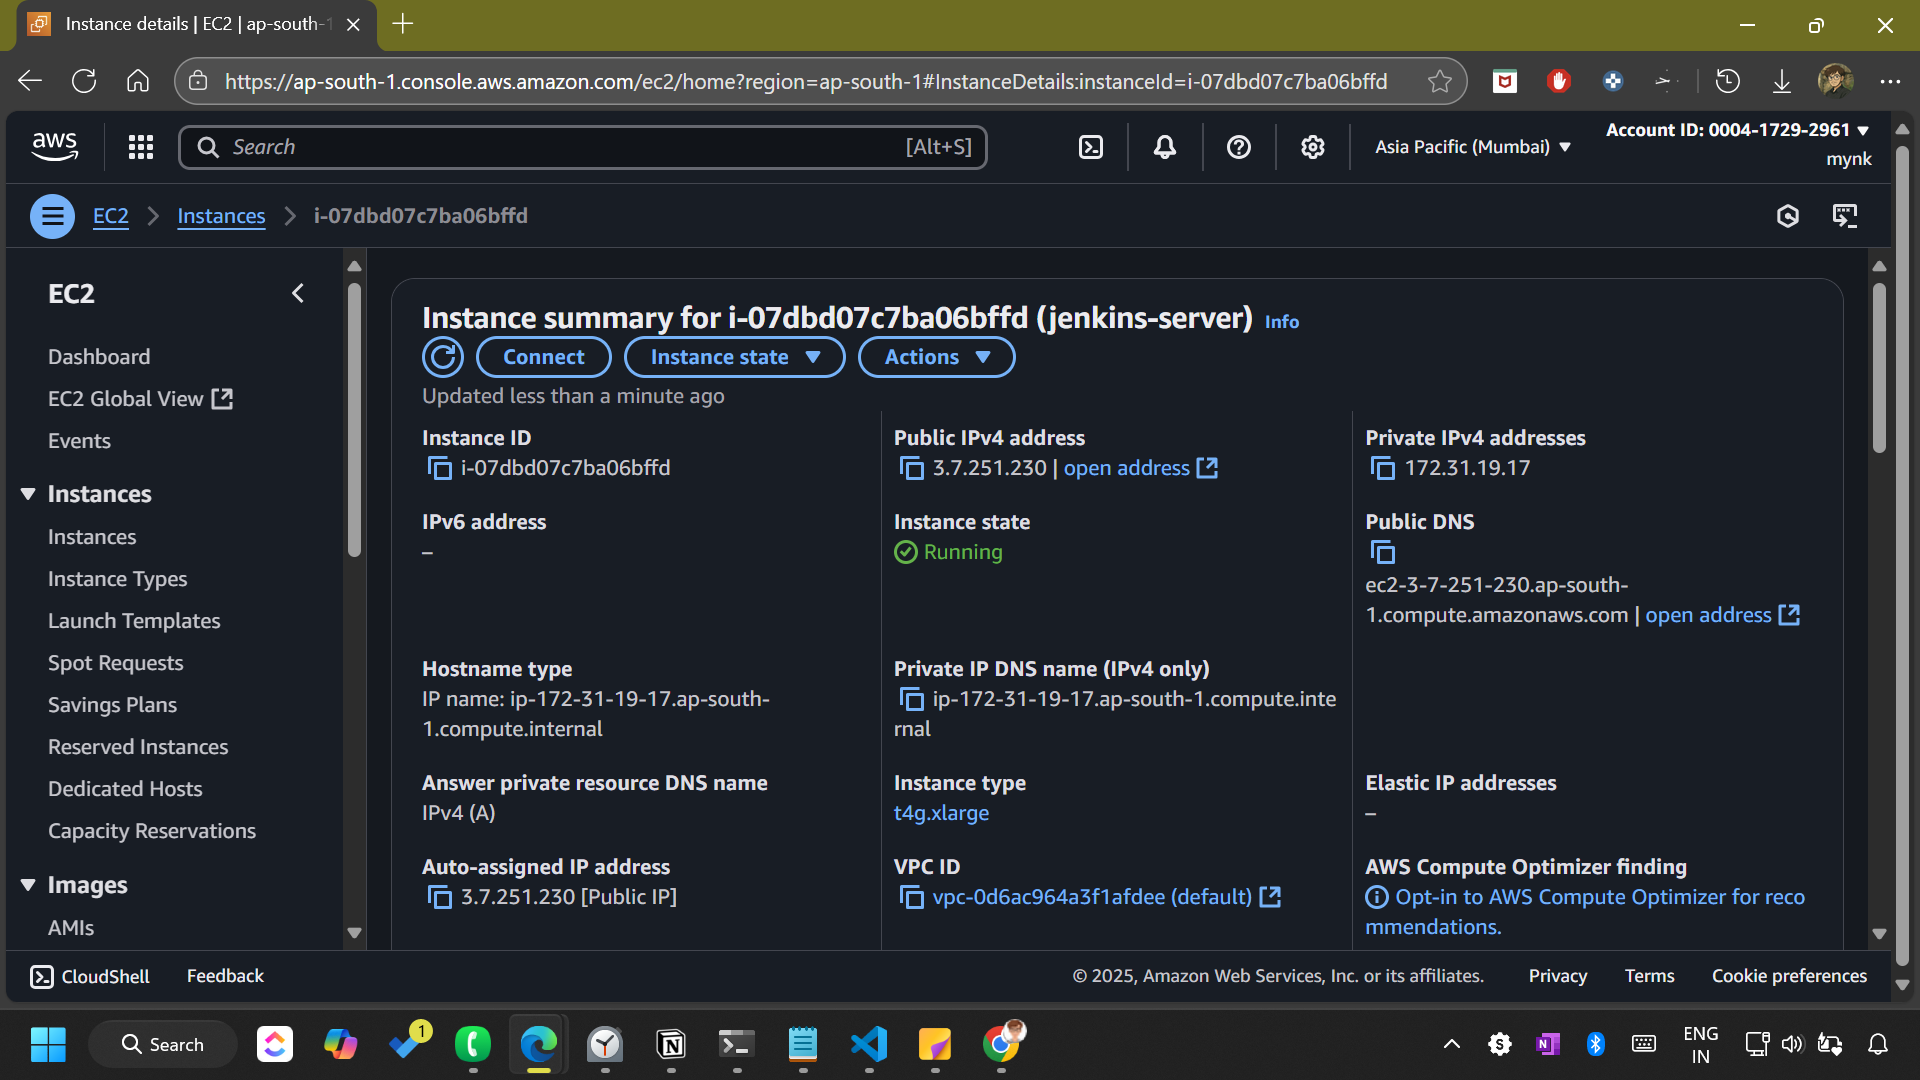 Instance details | EC2 | ap-south-1
https://ap-south-1.console.aws.amazon.com/ec2/home?region=ap-south-1#InstanceDetails:instanceId=i-07dbd07c7ba06bffd
aws
Search
[Alt+S]
Asia Pacific (Mumbai)
Account ID: 0004-1729-2961
mynk
EC2
Instances
i-07dbd07c7ba06bffd
EC2
Dashboard
EC2 Global View
Events
Instances
Instances
Instance Types
Launch Templates
Spot Requests
Savings Plans
Reserved Instances
Dedicated Hosts
Capacity Reservations
Images
AMIs
Instance summary for i-07dbd07c7ba06bffd (jenkins-server) Info
Connect
Instance state
Actions
Updated less than a minute ago
Instance ID
i-07dbd07c7ba06bffd
Public IPv4 address
3.7.251.230 | open address
Private IPv4 addresses
172.31.19.17
IPv6 address
–
Instance state
Running
Public DNS
ec2-3-7-251-230.ap-south-
1.compute.amazonaws.com | open address
Hostname type
IP name: ip-172-31-19-17.ap-south-
1.compute.internal
Private IP DNS name (IPv4 only)
ip-172-31-19-17.ap-south-1.compute.inte
rnal
Answer private resource DNS name
IPv4 (A)
Instance type
t4g.xlarge
Elastic IP addresses
–
Auto-assigned IP address
3.7.251.230 [Public IP]
VPC ID
vpc-0d6ac964a3f1afdee (default)
AWS Compute Optimizer finding
Opt-in to AWS Compute Optimizer for reco
mmendations.
CloudShell
Feedback
© 2025, Amazon Web Services, Inc. or its affiliates.
Privacy
Terms
Cookie preferences
Search
1
ENG
IN